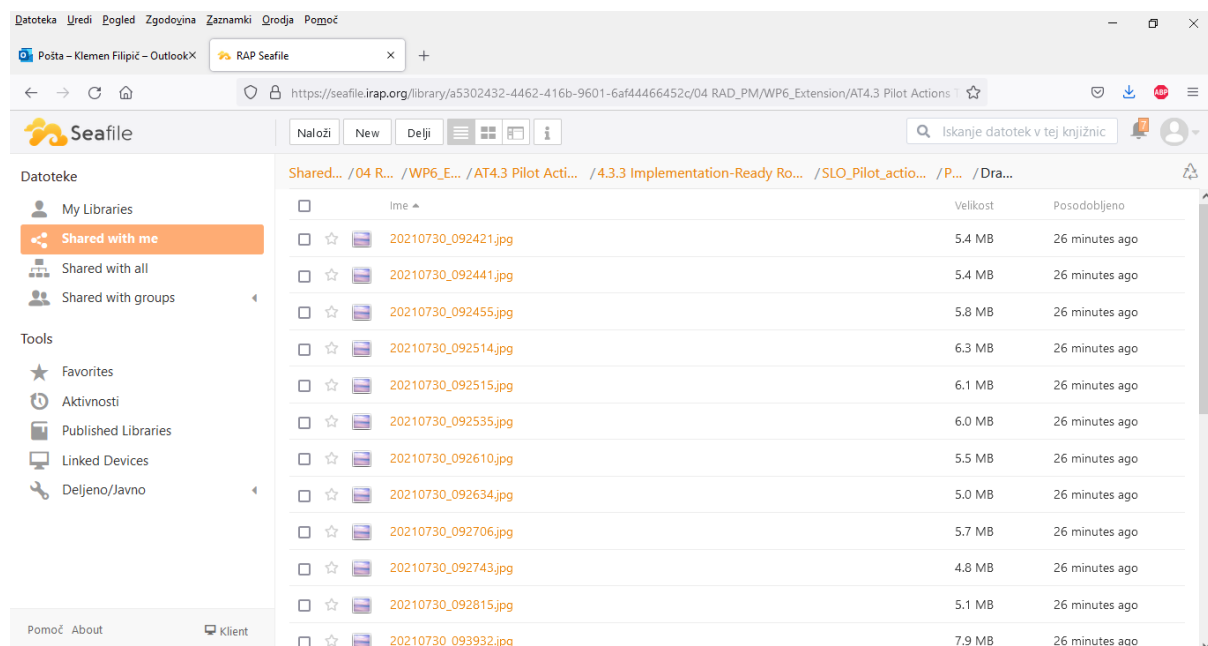 Datoteka Uredi Pogled Zgodovina Zaznamki Orodja Pomoč
Pošta – Klemen Filipič – Outlook RAP Seafile
https://seafile.irap.org/library/a5302432-4462-416b-9601-6af44466452c/04 RAD_PM/WP6_Extension/AT4.3 Pilot Actions
ABP
Seafile
Naloži New Delji
Iskanje datotek v tej knjižnic
7
Datoteke
My Libraries
Shared with me
Shared with all
Shared with groups
Tools
Favorites
Aktivnosti
Published Libraries
Linked Devices
Deljeno/Javno
Pomoč About Klient
Shared... /04 R... /WP6_E... /AT4.3 Pilot Acti... /4.3.3 Implementation-Ready Ro... /SLO_Pilot_actio... /P... /Dra...
Ime Velikost Posodobljeno
20210730_092421.jpg 5.4 MB 26 minutes ago
20210730_092441.jpg 5.4 MB 26 minutes ago
20210730_092455.jpg 5.8 MB 26 minutes ago
20210730_092514.jpg 6.3 MB 26 minutes ago
20210730_092515.jpg 6.1 MB 26 minutes ago
20210730_092535.jpg 6.0 MB 26 minutes ago
20210730_092610.jpg 5.5 MB 26 minutes ago
20210730_092634.jpg 5.0 MB 26 minutes ago
20210730_092706.jpg 5.7 MB 26 minutes ago
20210730_092743.jpg 4.8 MB 26 minutes ago
20210730_092815.jpg 5.1 MB 26 minutes ago
20210730_093932.jpg 7.9 MB 26 minutes ago